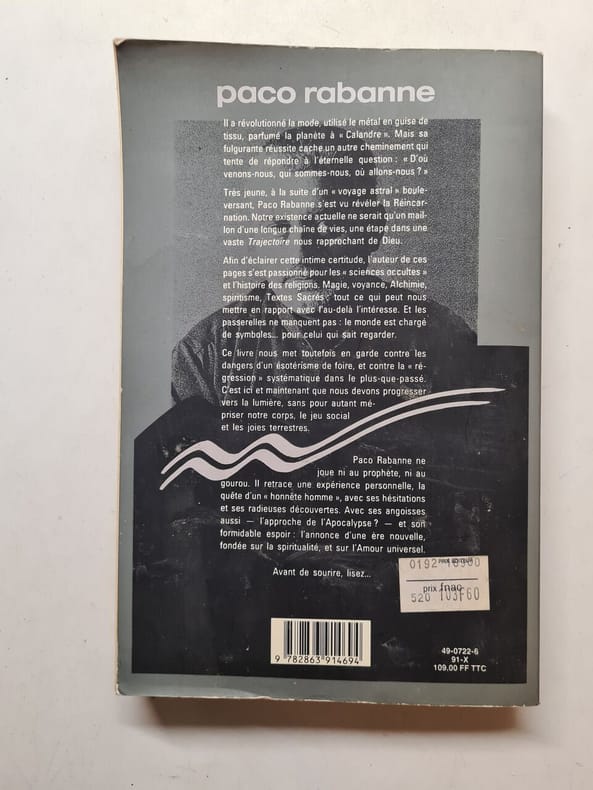 paco rabanne
Il a révolutionné la mode, utilisé le métal en guise de
tissu, parfumé la planète à « Calandre ». Mais sa
fulgurante réussite cache un autre cheminement qui
tente de répondre à l'éternelle question : « D'où
venons-nous, qui sommes-nous, où allons-nous ? »
Très jeune, à la suite d'un « voyage astral » boule-
versant, Paco Rabanne s'est vu révéler la Réincar-
nation. Notre existence actuelle ne serait qu'un mail-
lon d'une longue chaîne de vies, une étape dans une
vaste Trajectoire nous rapprochant de Dieu.
Afin d'éclairer cette intime certitude, l'auteur de ces
pages s'est passionné pour les « sciences occultes »
et l'histoire des religions. Magie, voyance, Alchimie,
spiritisme, Textes Sacrés : tout ce qui peut nous
mettre en rapport avec l'au-delà l'intéresse. Et les
passerelles ne manquent pas : le monde est chargé
de symboles... pour celui qui sait regarder.
Ce livre nous met toutefois en garde contre les
dangers d'un ésotérisme de foire, et contre la « ré-
gression » systématique dans le plus-que-passé.
C'est ici et maintenant que nous devons progresser
vers la lumière, sans pour autant mé-
priser notre corps, le jeu social
et les joies terrestres.
Paco Rabanne ne
joue ni au prophète, ni au
gourou. Il retrace une expérience personnelle, la
quête d'un « honnête homme », avec ses hésitations
et ses radieuses découvertes. Avec ses angoisses
aussi — l'approche de l'Apocalypse ? — et son
formidable espoir : l'annonce d'une ère nouvelle,
fondée sur la spiritualité, et sur l'Amour universel.
Avant de sourire, lisez...
0192
prix fnac
520 103F60
9 782863 914694
49-0722-6
91-X
109.00 FF TTC